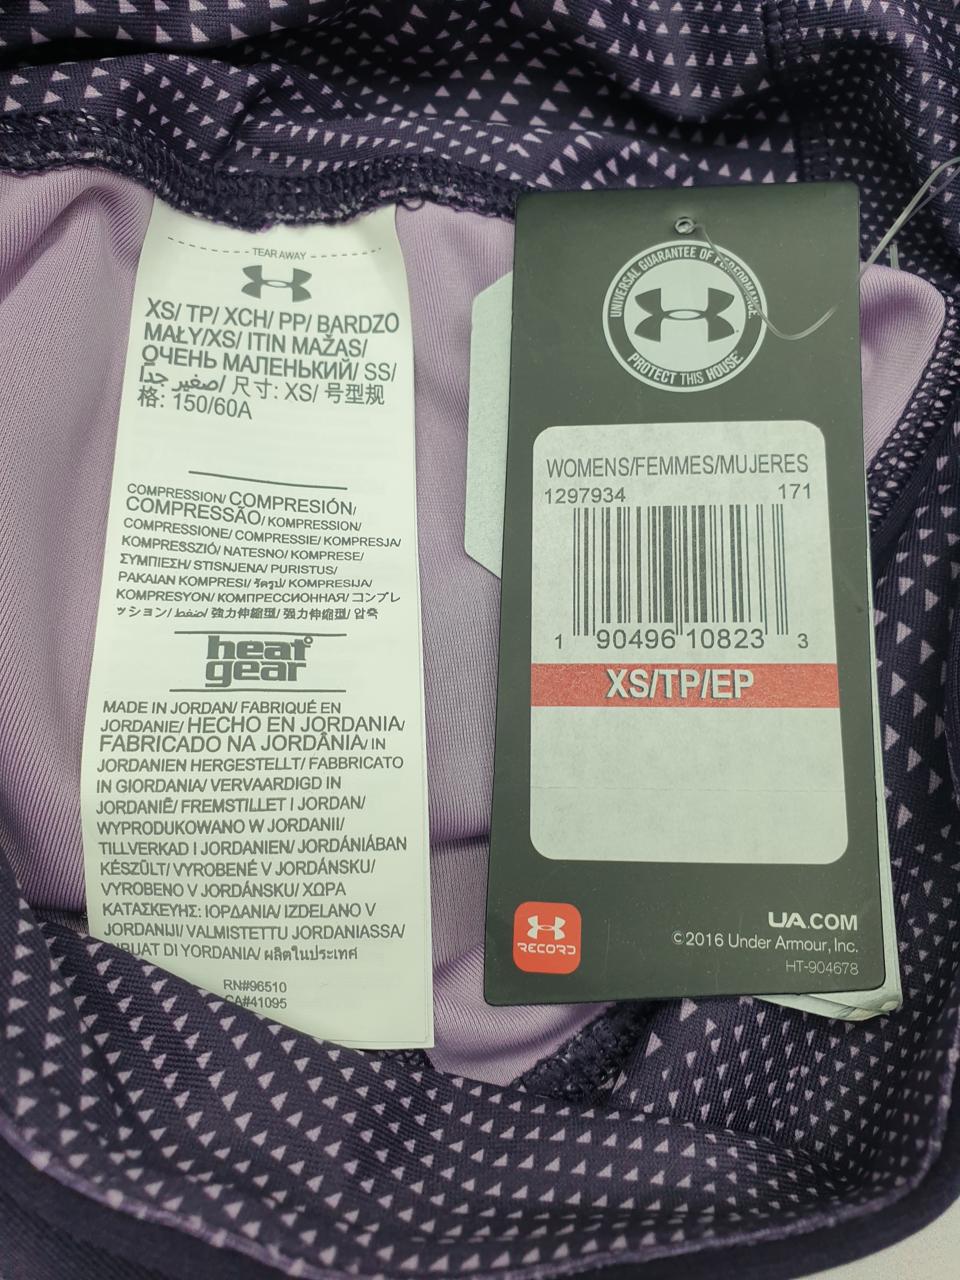 TEAR AWAY
XS/ TP/ XCH/ PP/ BARDZO
MAŁY/XS/ ITIN MAŽAS/
ОЧЕНЬ МАЛЕНЬКИЙ/ SS/
صغير جداً/ 尺寸: XS/ 号型规
格: 150/60A
COMPRESSION/ COMPRESIÓN/
COMPRESSÃO/ KOMPRESSION/
COMPRESSIONE/ COMPRESSIE/ KOMPRESJA/
KOMPRESSZIÓ/ NATESNO/ KOMPRESE/
ΣΥΜΠΙΕΣΗ/ STISNJENA/ PURISTUS/
PAKAIAN KOMPRESI/ รัดรูป/ KOMPRESIJA/
KOMPRESYON/ КОМПРЕССИОННАЯ/ コンプレ
ッション/ ضغط/ 強力伸縮型/ 强力伸缩型/ 압축
heat
gear
MADE IN JORDAN/ FABRIQUÉ EN
JORDANIE/ HECHO EN JORDANIA/
FABRICADO NA JORDÂNIA/ IN
JORDANIEN HERGESTELLT/ FABBRICATO
IN GIORDANIA/ VERVAARDIGD IN
JORDANIË/ FREMSTILLET I JORDAN/
WYPRODUKOWANO W JORDANII/
TILLVERKAD I JORDANIEN/ JORDÁNIÁBAN
KÉSZÜLT/ VYROBENÉ V JORDÁNSKU/
VYROBENO V JORDÁNSKU/ ΧΩΡΑ
ΚΑΤΑΣΚΕΥΗΣ: ΙΟΡΔΑΝΙΑ/ IZDELANO V
JORDANIJI/ VALMISTETTU JORDANIASSA/
DIBUAT DI YORDANIA/ ผลิตในประเทศ
RN#96510
CA#41095
UNIVERSAL GUARANTEE OF PERFORMANCE
PROTECT THIS HOUSE
WOMENS/FEMMES/MUJERES
1297934 171
1 90496 10823 3
XS/TP/EP
RECORD
UA.COM
©2016 Under Armour, Inc.
HT-904678